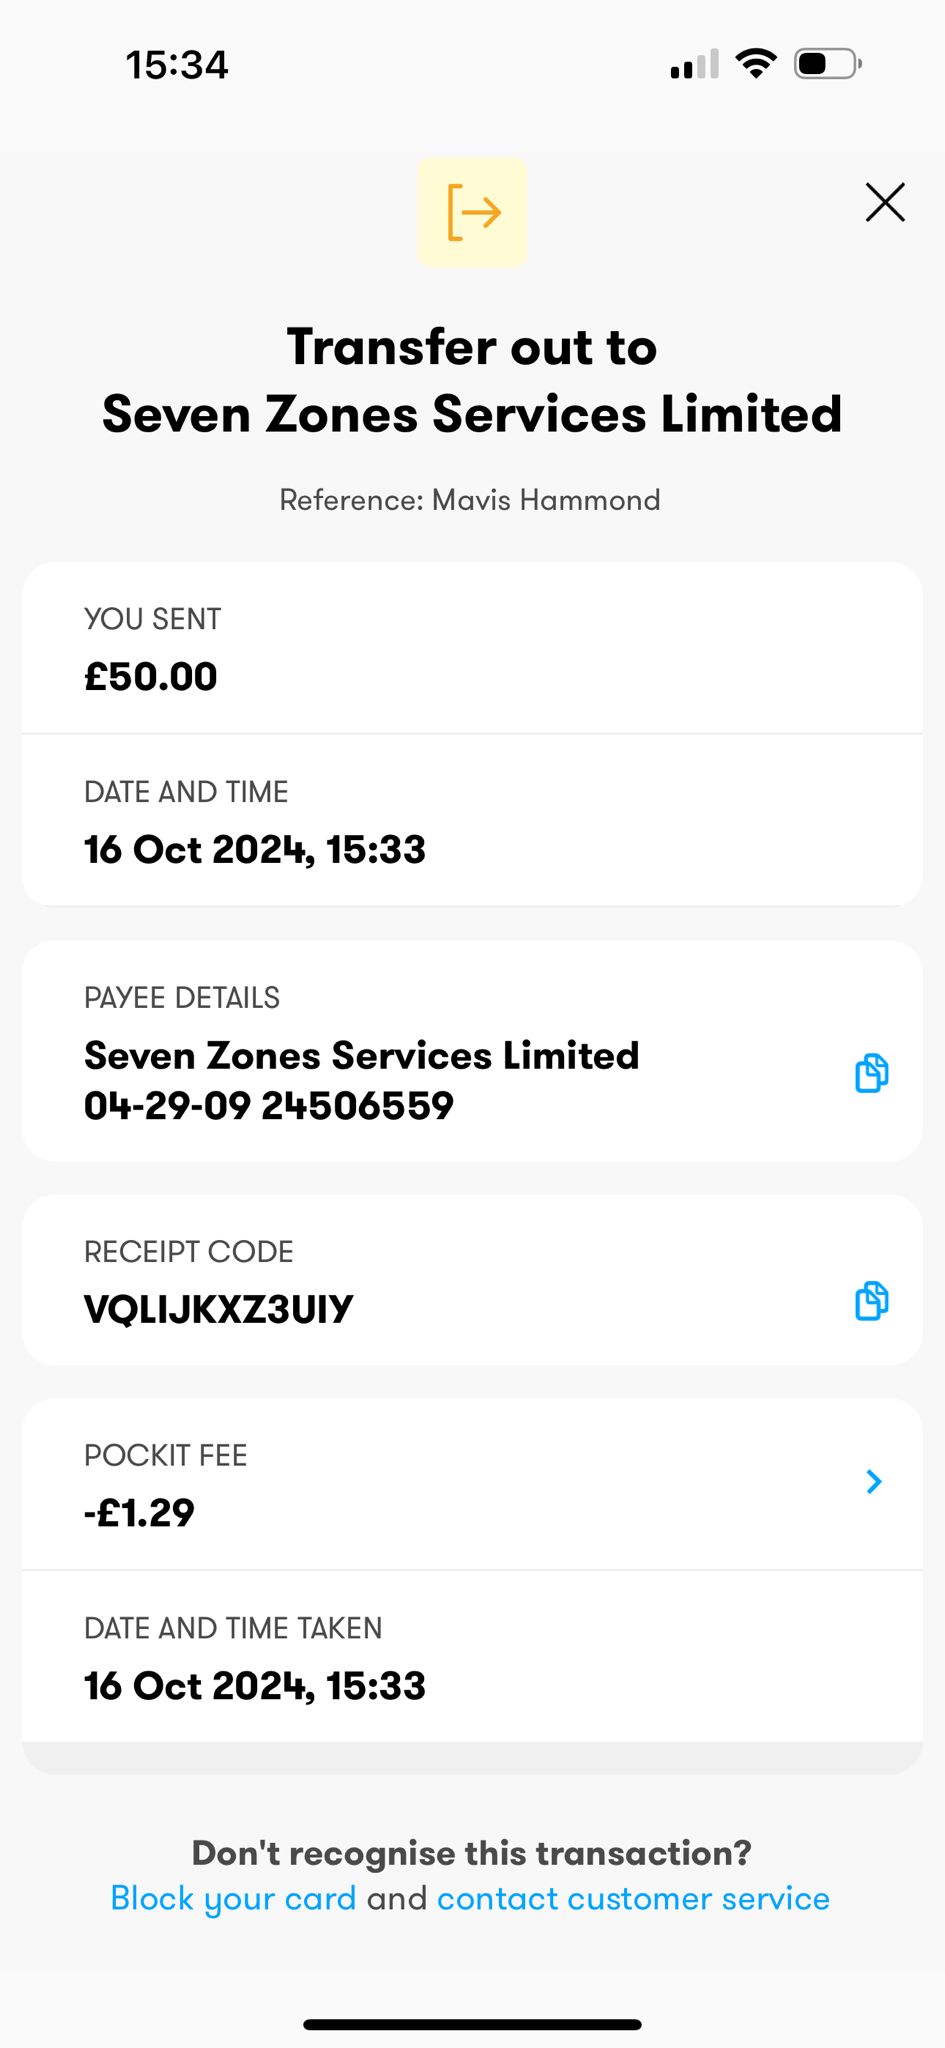 15:34
Transfer out to
Seven Zones Services Limited
Reference: Mavis Hammond
YOU SENT
£50.00
DATE AND TIME
16 Oct 2024, 15:33
PAYEE DETAILS
Seven Zones Services Limited
04-29-09 24506559
RECEIPT CODE
VQLIJKXZ3UIY
POCKIT FEE
-£1.29
DATE AND TIME TAKEN
16 Oct 2024, 15:33
Don't recognise this transaction?
Block your card and contact customer service